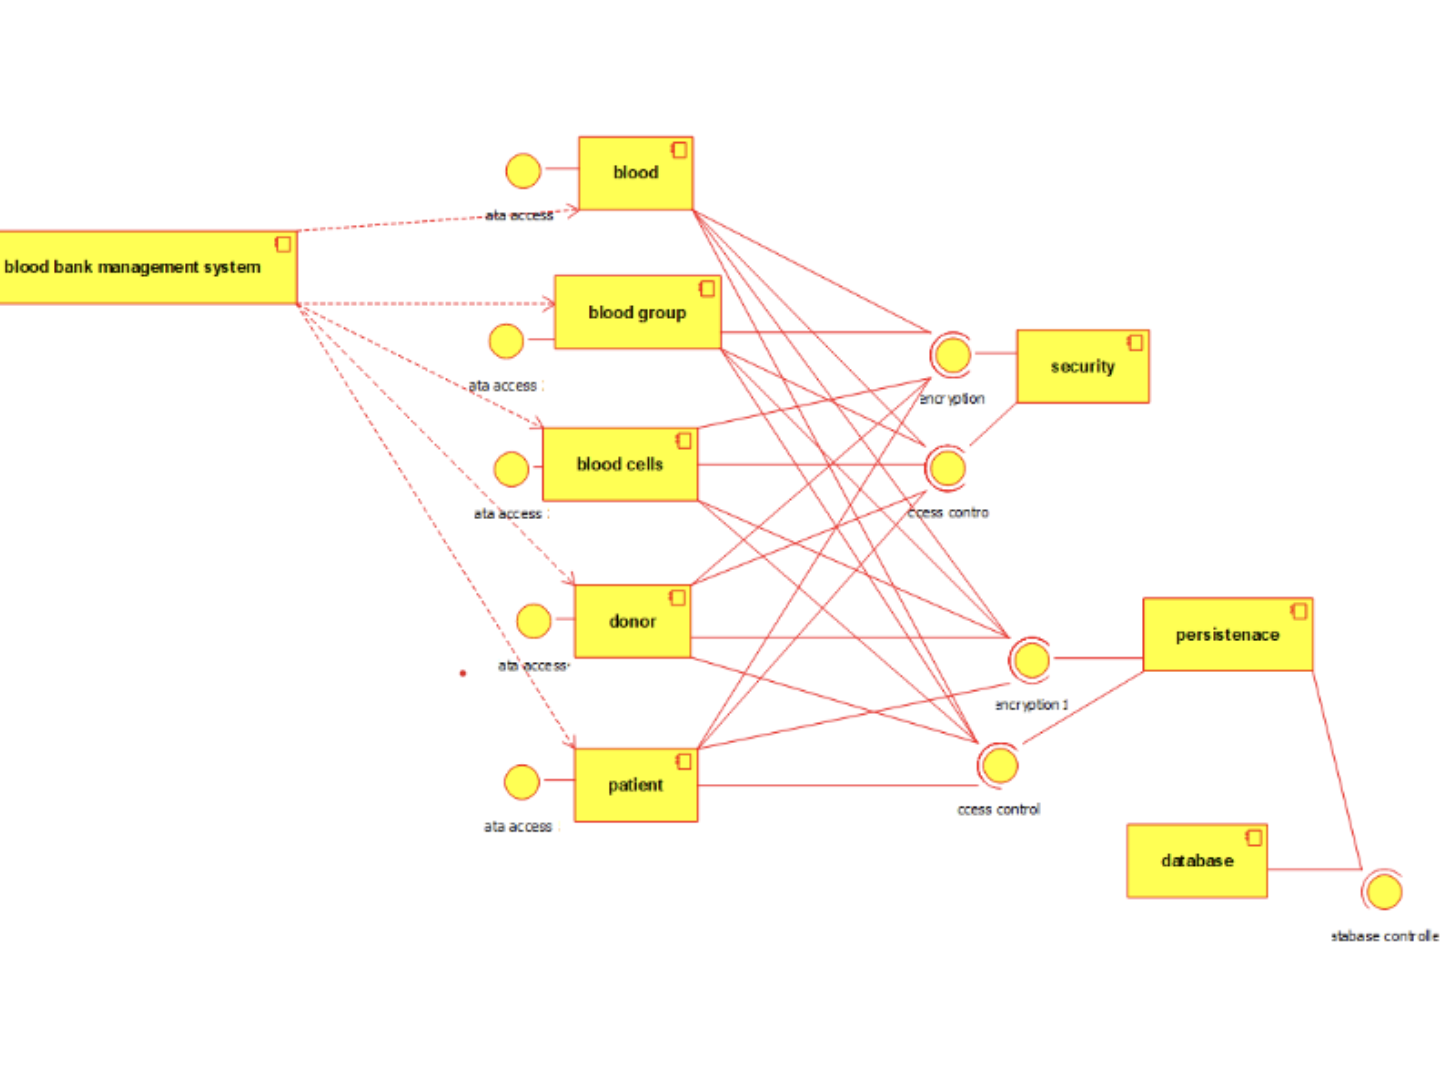 blood
ata access
blood bank management system
blood group
ata access
security
encryption
blood cells
ata access
ccess contro
donor
ata access
persistenace
encryption 1
patient
ata access
ccess control
database
atabase controlle